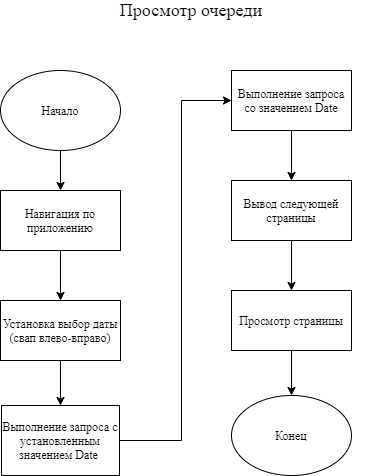 Просмотр очереди
Начало
Навигация по
приложению
Установка выбор даты
(свап влево-вправо)
Выполнение запроса с
установленным
значением Date
Выполнение запроса
со значением Date
Вывод следующей
страницы
Просмотр страницы
Конец